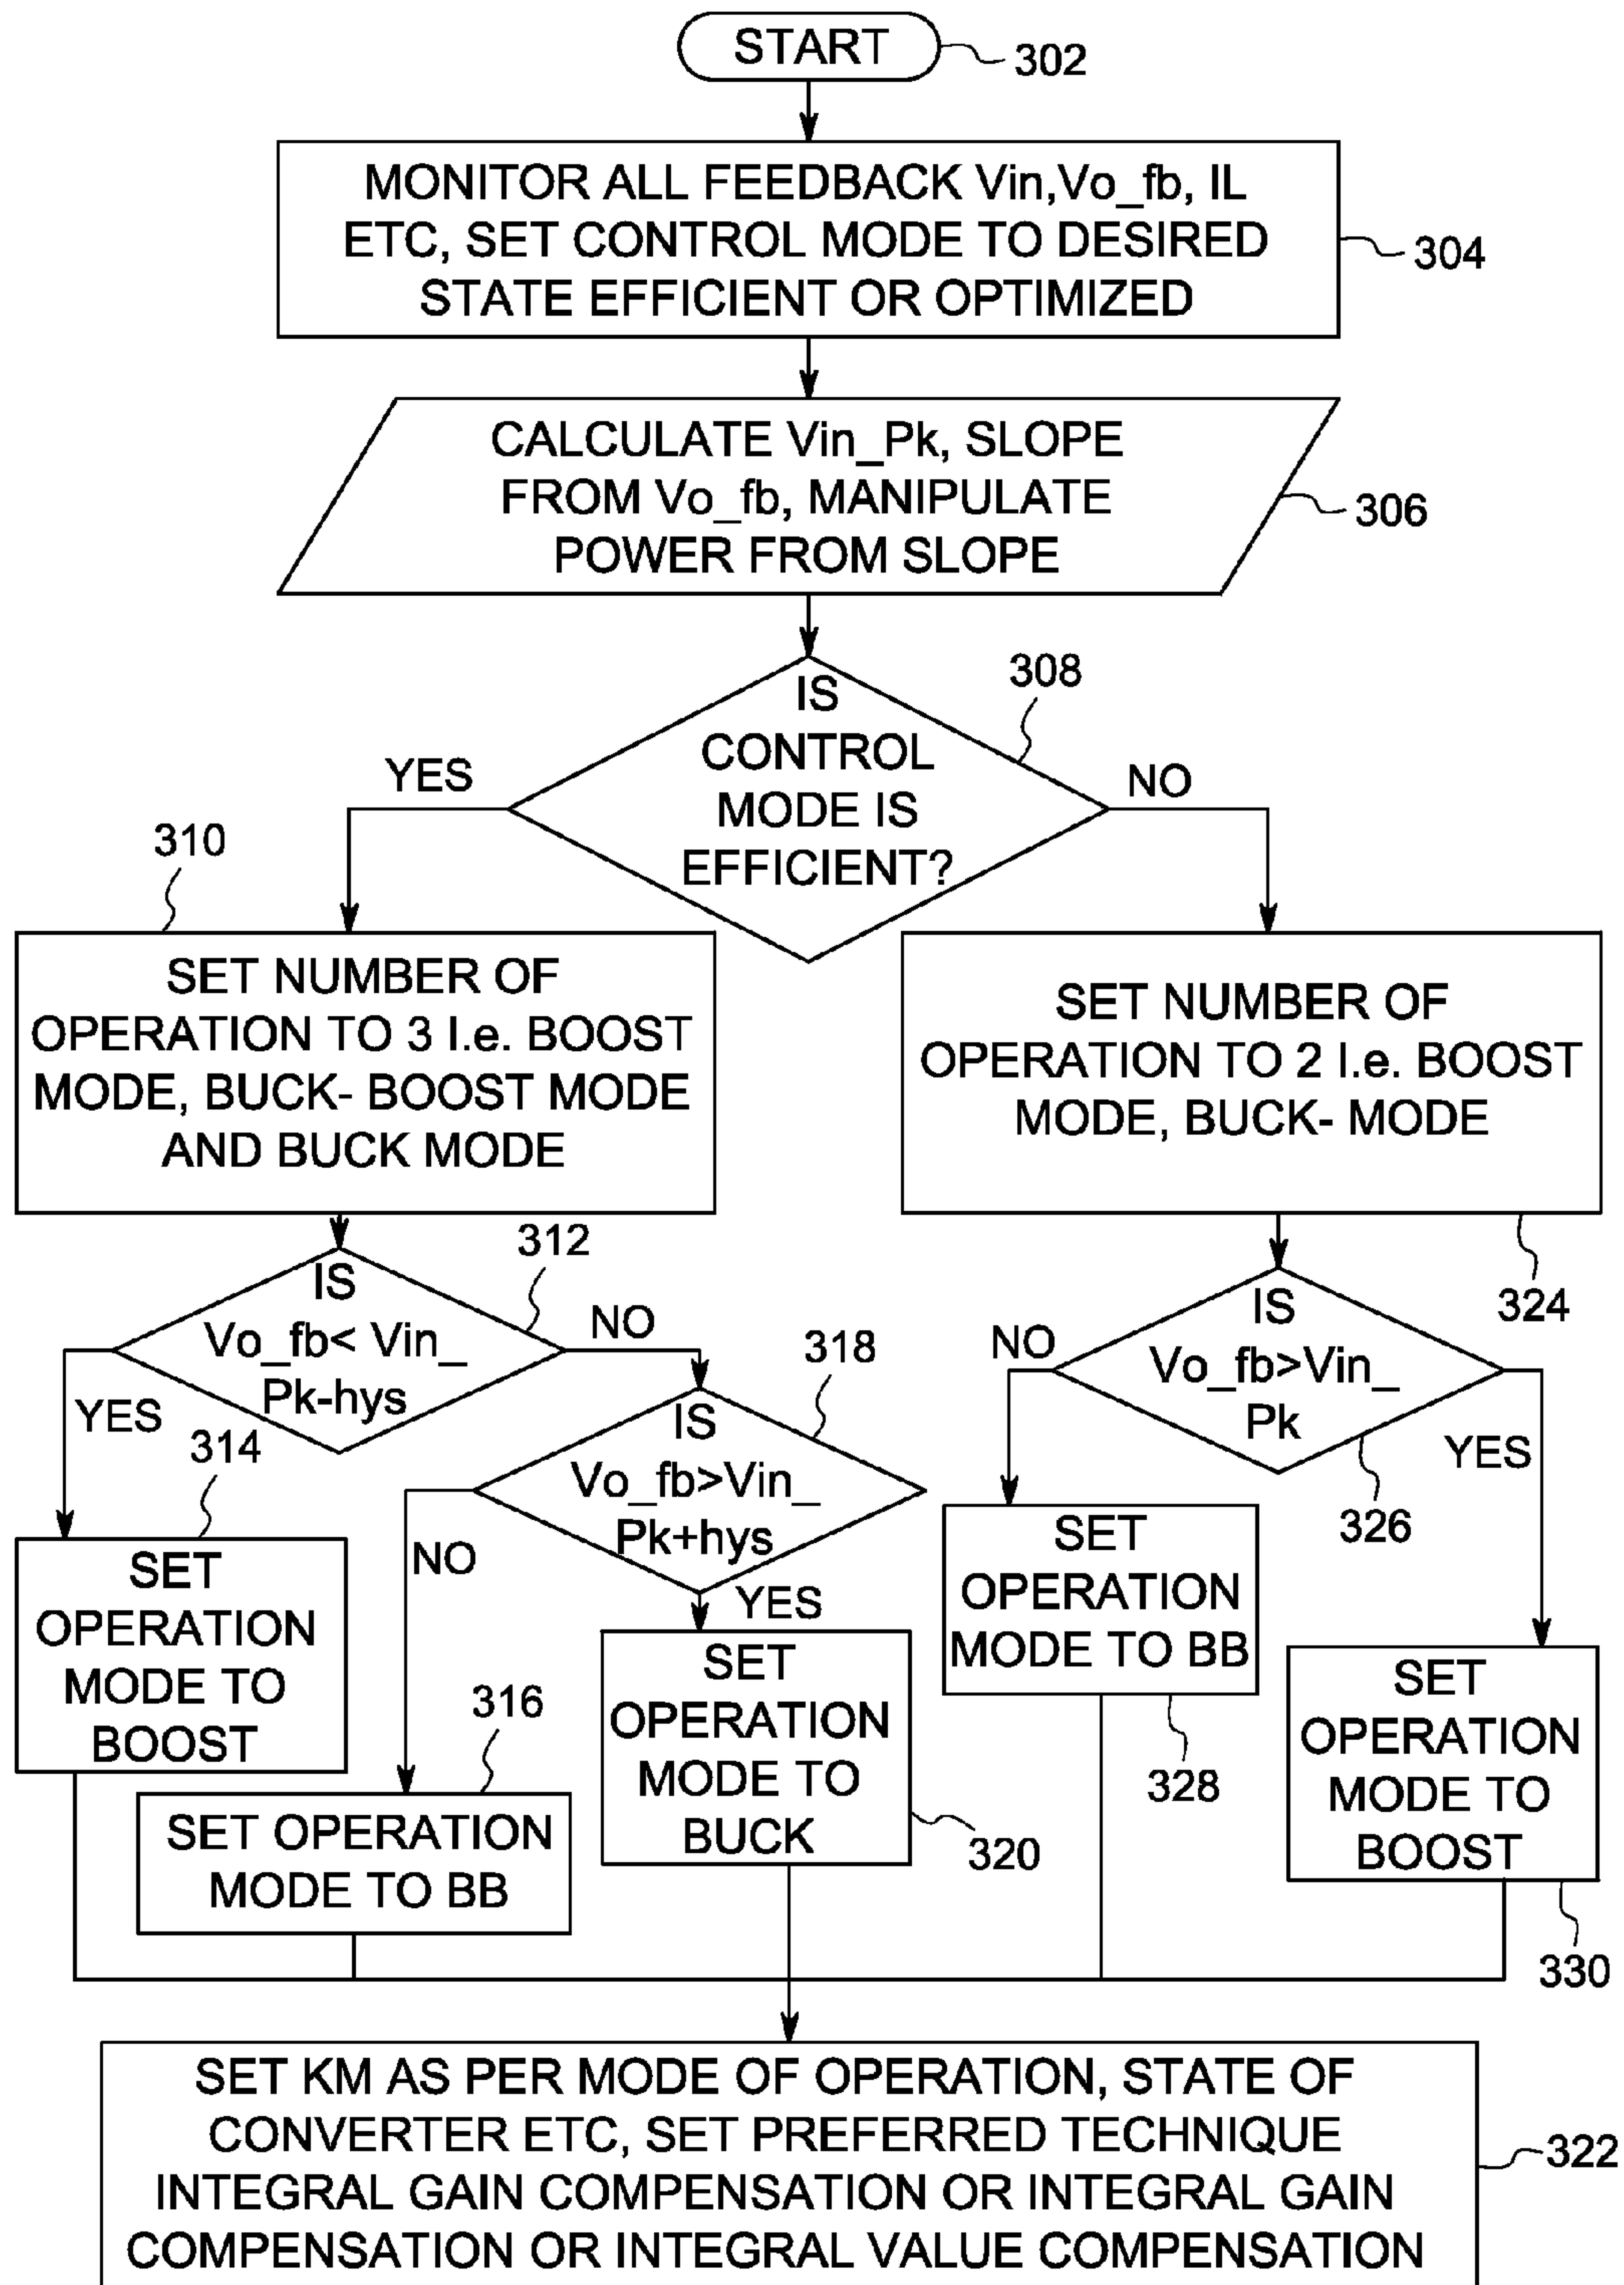 START
302
MONITOR ALL FEEDBACK Vin,Vo_fb, IL
ETC, SET CONTROL MODE TO DESIRED
STATE EFFICIENT OR OPTIMIZED
304
CALCULATE Vin_Pk, SLOPE
FROM Vo_fb, MANIPULATE
POWER FROM SLOPE
306
IS
CONTROL
MODE IS
EFFICIENT?
308
YES
NO
310
SET NUMBER OF
OPERATION TO 3 I.e. BOOST
MODE, BUCK- BOOST MODE
AND BUCK MODE
SET NUMBER OF
OPERATION TO 2 I.e. BOOST
MODE, BUCK- MODE
324
IS
Vo_fb< Vin_
Pk-hys
312
YES
NO
314
SET
OPERATION
MODE TO
BOOST
IS
Vo_fb>Vin_
Pk+hys
318
NO
YES
316
SET OPERATION
MODE TO BB
SET
OPERATION
MODE TO
BUCK
320
IS
Vo_fb>Vin_
Pk
326
NO
YES
SET
OPERATION
MODE TO BB
328
SET
OPERATION
MODE TO
BOOST
330
SET KM AS PER MODE OF OPERATION, STATE OF
CONVERTER ETC, SET PREFERRED TECHNIQUE
INTEGRAL GAIN COMPENSATION OR INTEGRAL GAIN
COMPENSATION OR INTEGRAL VALUE COMPENSATION
322